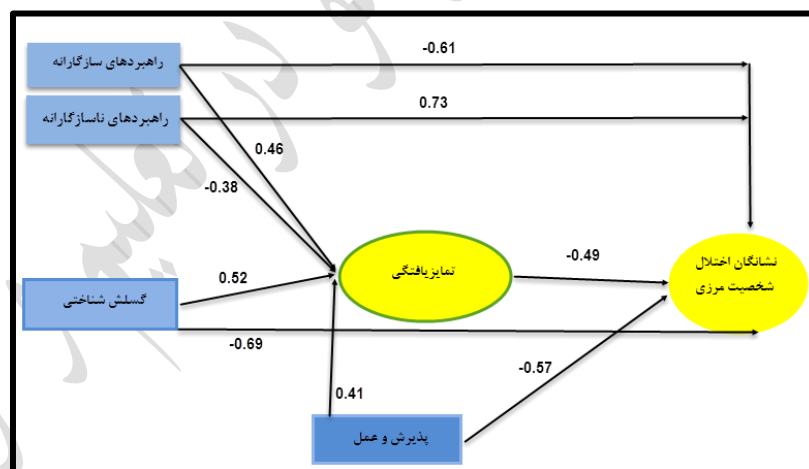 راهبردهای سازگارانه
-0.61
راهبردهای ناسازگارانه
0.73
0.46
-0.38
تمایزیافتگی
-0.49
نشانگان اختلال
شخصیت مرزی
گسلش شناختی
0.52
-0.69
-0.57
0.41
پذیرش و عمل